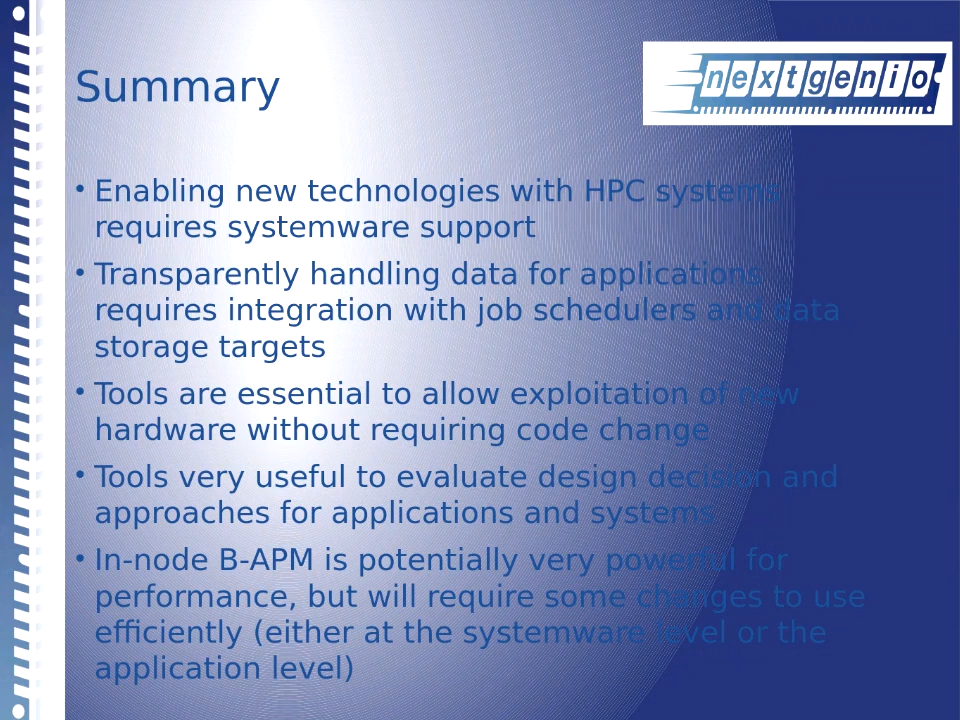 Summary
nextgenio
• Enabling new technologies with HPC systems
requires systemware support
• Transparently handling data for applications
requires integration with job schedulers and data
storage targets
• Tools are essential to allow exploitation of new
hardware without requiring code change
• Tools very useful to evaluate design decision and
approaches for applications and systems
• In-node B-APM is potentially very powerful for
performance, but will require some changes to use
efficiently (either at the systemware level or the
application level)